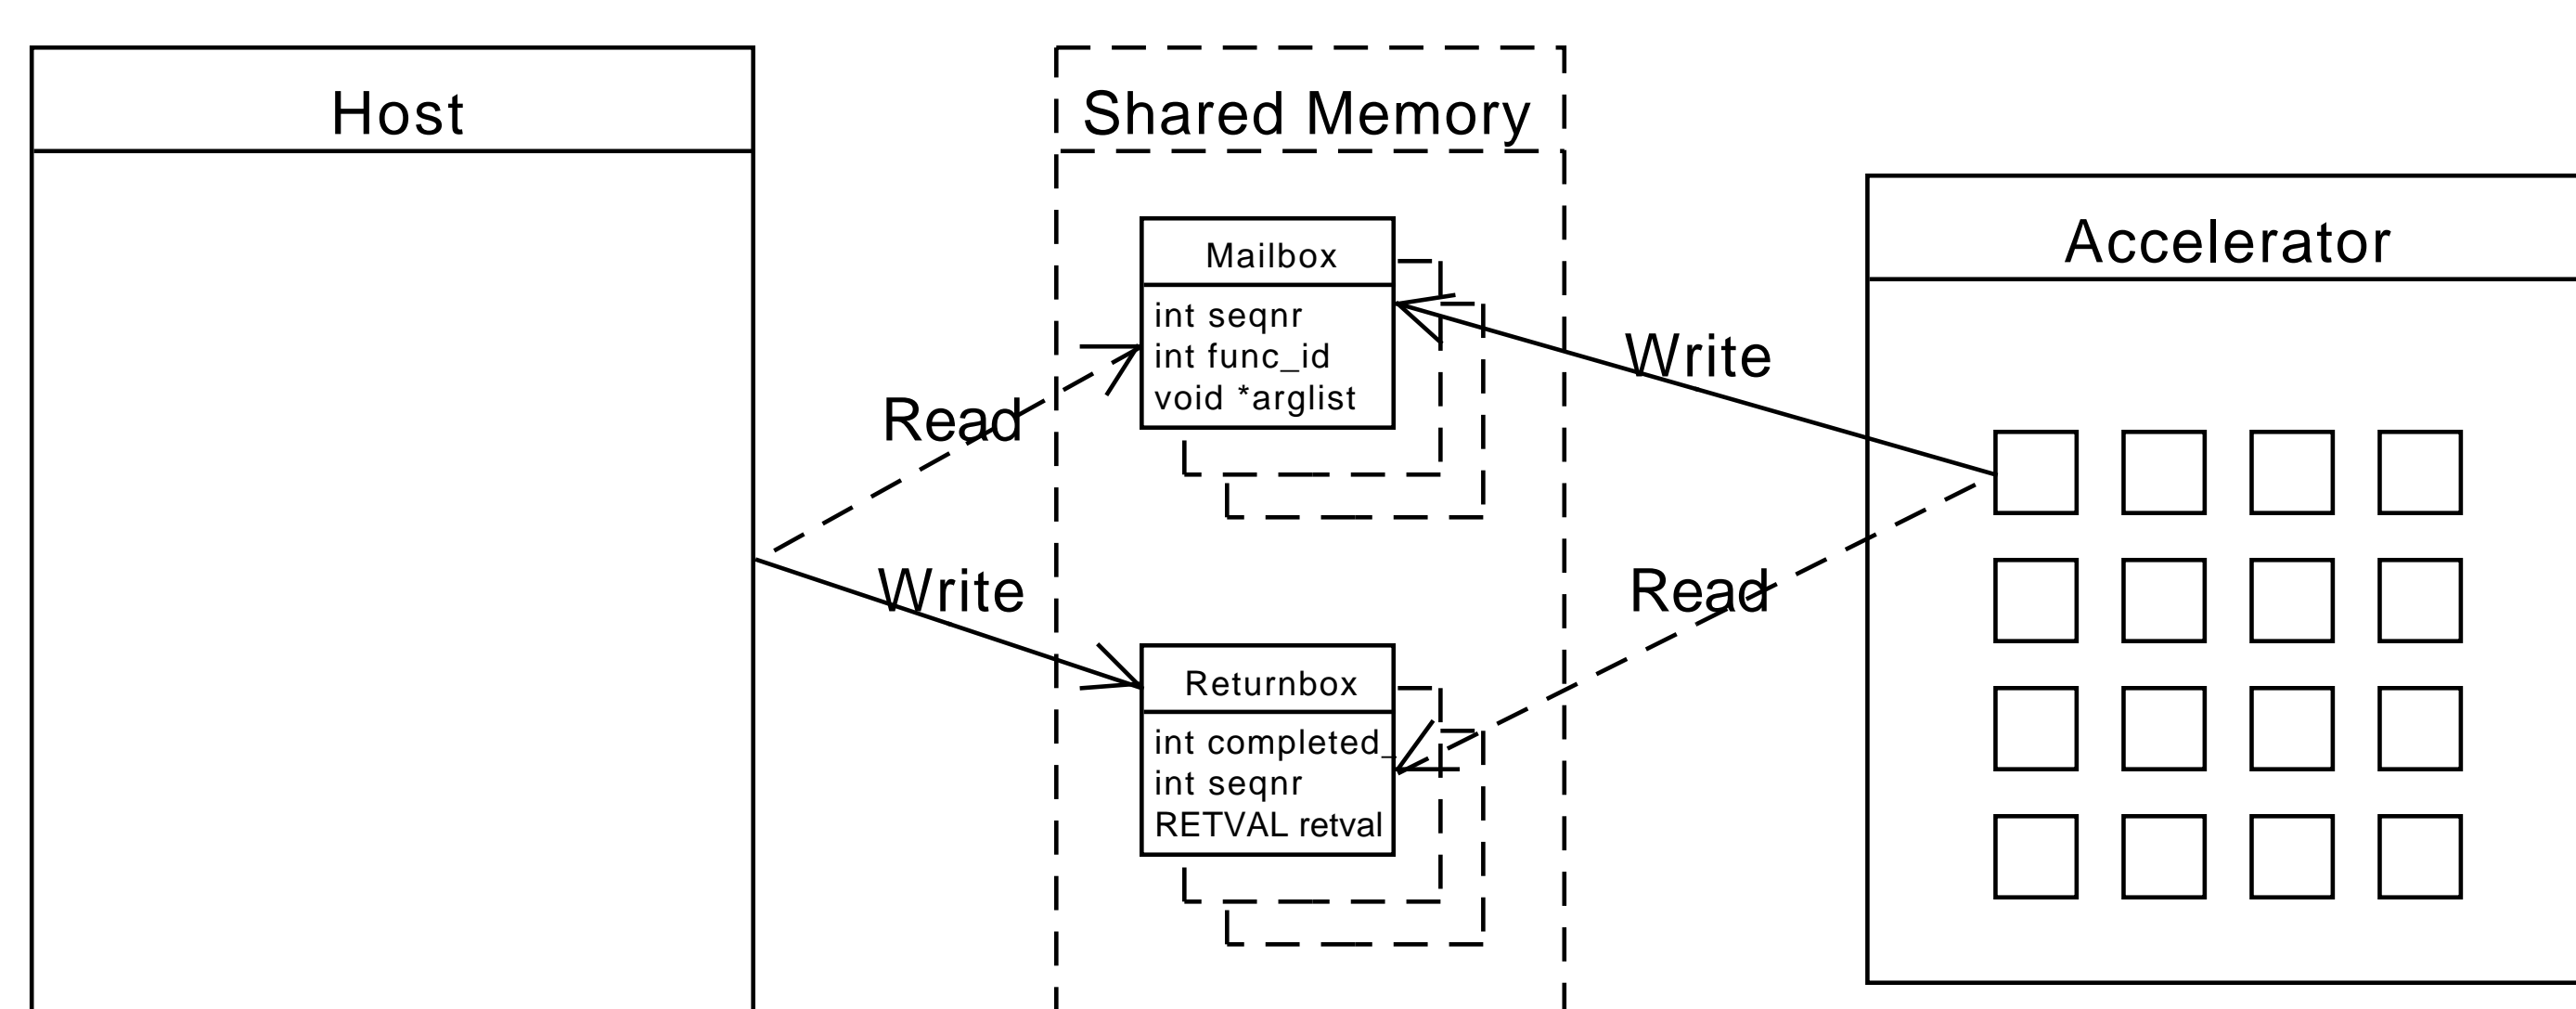 Host
Shared Memory
Accelerator
Mailbox
int seqnr
int func_id
void *arglist
Read
Write
Write
Read
Returnbox
int completed_
int seqnr
RETVAL retval